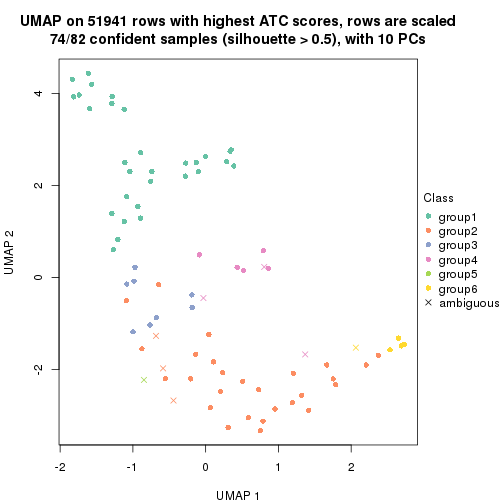 UMAP on 51941 rows with highest ATC scores, rows are scaled
74/82 confident samples (silhouette > 0.5), with 10 PCs
4
2
0
-2
UMAP 2
-2
-1
0
1
2
UMAP 1
Class
group1
group2
group3
group4
group5
group6
ambiguous